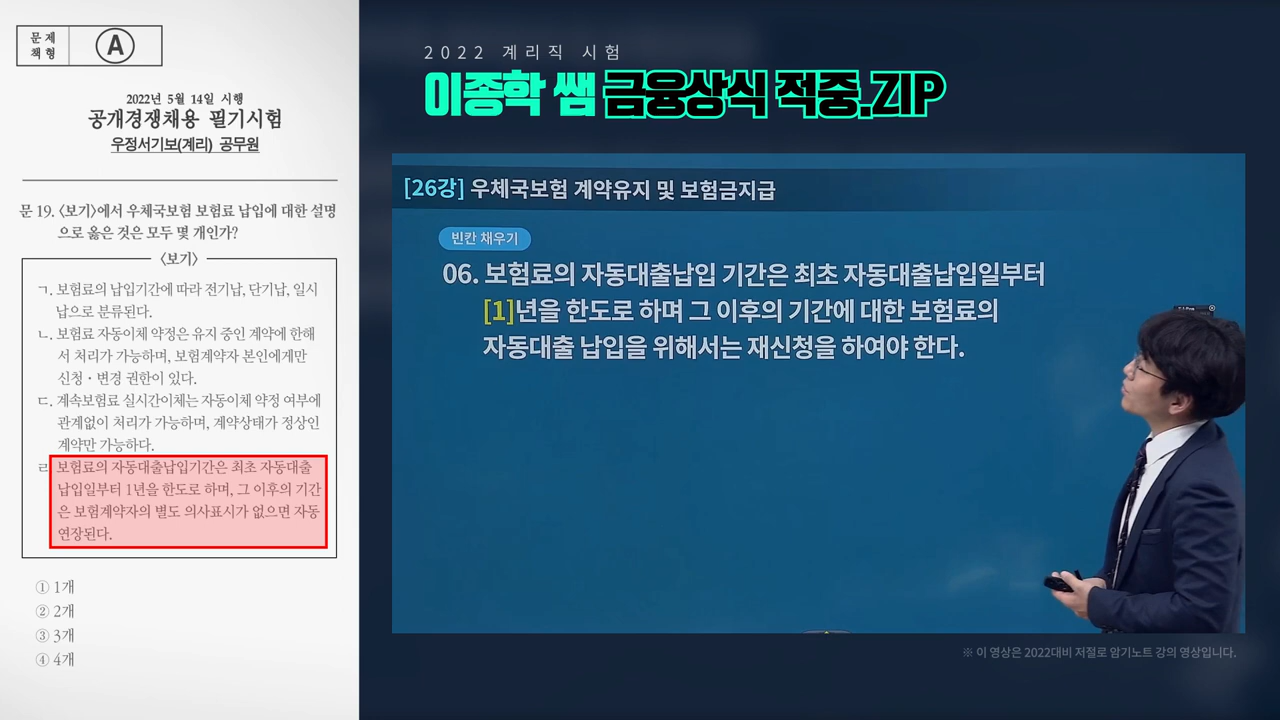 문제
책형
A
2022년 5월 14일 시행
공개경쟁채용 필기시험
우정서기보(계리) 공무원
문 19. <보기>에서 우체국보험 보험료 납입에 대한 설명
으로 옳은 것은 모두 몇 개인가?
<보기>
ㄱ. 보험료의 납입기간에 따라 전기납, 단기납, 일시
납으로 분류된다.
ㄴ. 보험료 자동이체 약정은 유지 중인 계약에 한해
서 처리가 가능하며, 보험계약자 본인에게만
신청·변경 권한이 있다.
ㄷ. 계속보험료 실시간이체는 자동이체 약정 여부에
관계없이 처리가 가능하며, 계약상태가 정상인
계약만 가능하다.
ㄹ. 보험료의 자동대출납입기간은 최초 자동대출
납입일부터 1년을 한도로 하며, 그 이후의 기간
은 보험계약자의 별도 의사표시가 없으면 자동
연장된다.
① 1개
② 2개
③ 3개
④ 4개
2022 계리직 시험
이종학 쌤 금융상식 적중.ZIP
[26강] 우체국보험 계약유지 및 보험금지급
빈칸 채우기
06. 보험료의 자동대출납입 기간은 최초 자동대출납입일부터
[1]년을 한도로 하며 그 이후의 기간에 대한 보험료의
자동대출 납입을 위해서는 재신청을 하여야 한다.
※ 이 영상은 2022대비 저절로 암기노트 강의 영상입니다.